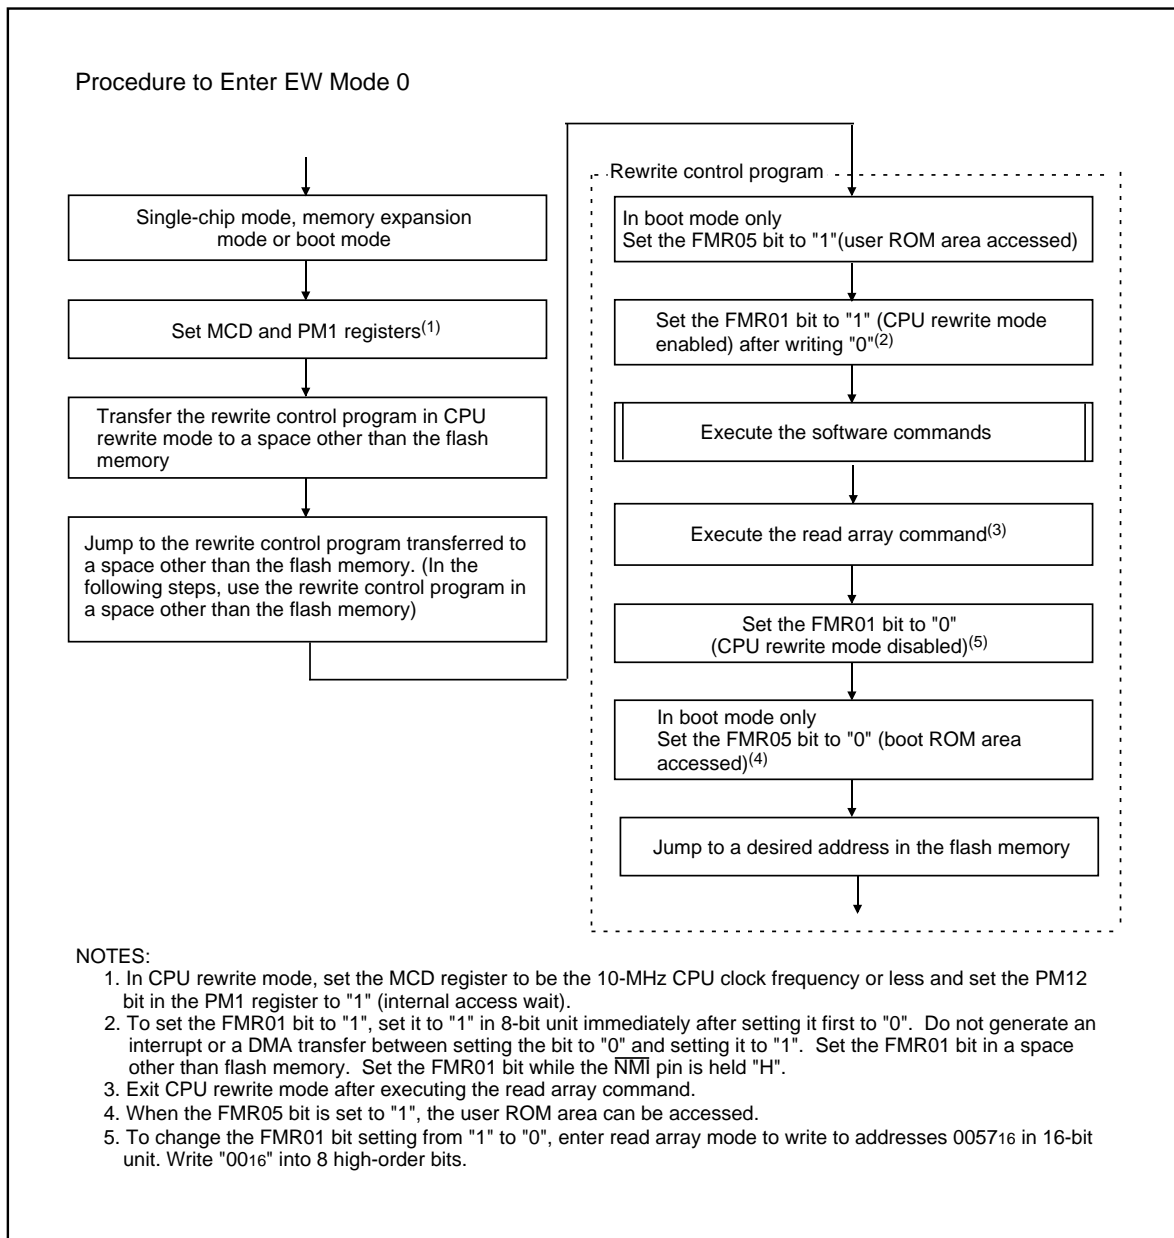 Procedure to Enter EW Mode 0
Single-chip mode, memory expansion
mode or boot mode
Set MCD and PM1 registers(1)
Transfer the rewrite control program in CPU
rewrite mode to a space other than the flash
memory
Jump to the rewrite control program transferred to
a space other than the flash memory. (In the
following steps, use the rewrite control program in
a space other than the flash memory)
Rewrite control program
In boot mode only
Set the FMR05 bit to "1"(user ROM area accessed)
Set the FMR01 bit to "1" (CPU rewrite mode
enabled) after writing "0"(2)
Execute the software commands
Execute the read array command(3)
Set the FMR01 bit to "0"
(CPU rewrite mode disabled)(5)
In boot mode only
Set the FMR05 bit to "0" (boot ROM area
accessed)(4)
Jump to a desired address in the flash memory
NOTES:
1. In CPU rewrite mode, set the MCD register to be the 10-MHz CPU clock frequency or less and set the PM12
bit in the PM1 register to "1" (internal access wait).
2. To set the FMR01 bit to "1", set it to "1" in 8-bit unit immediately after setting it first to "0". Do not generate an
interrupt or a DMA transfer between setting the bit to "0" and setting it to "1". Set the FMR01 bit in a space
other than flash memory. Set the FMR01 bit while the NMI pin is held "H".
3. Exit CPU rewrite mode after executing the read array command.
4. When the FMR05 bit is set to "1", the user ROM area can be accessed.
5. To change the FMR01 bit setting from "1" to "0", enter read array mode to write to addresses 005716 in 16-bit
unit. Write "0016" into 8 high-order bits.